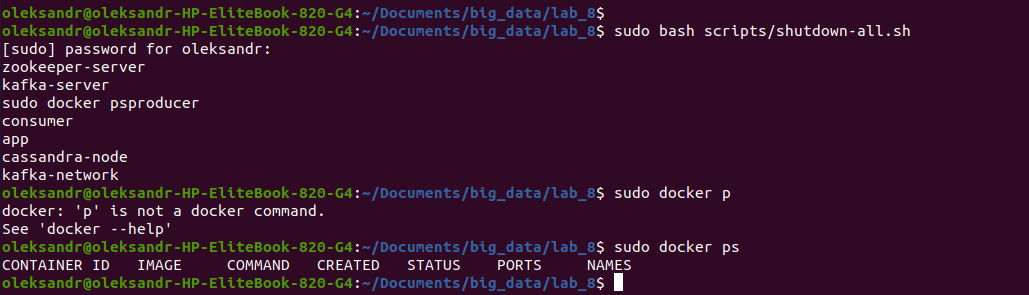 oleksandr@oleksandr-HP-EliteBook-820-G4:~/Documents/big_data/lab_8$
oleksandr@oleksandr-HP-EliteBook-820-G4:~/Documents/big_data/lab_8$ sudo bash scripts/shutdown-all.sh
[sudo] password for oleksandr:
zookeeper-server
kafka-server
sudo docker psproducer
consumer
app
cassandra-node
kafka-network
oleksandr@oleksandr-HP-EliteBook-820-G4:~/Documents/big_data/lab_8$ sudo docker p
docker: 'p' is not a docker command.
See 'docker --help'
oleksandr@oleksandr-HP-EliteBook-820-G4:~/Documents/big_data/lab_8$ sudo docker ps
CONTAINER ID   IMAGE     COMMAND   CREATED   STATUS    PORTS     NAMES
oleksandr@oleksandr-HP-EliteBook-820-G4:~/Documents/big_data/lab_8$